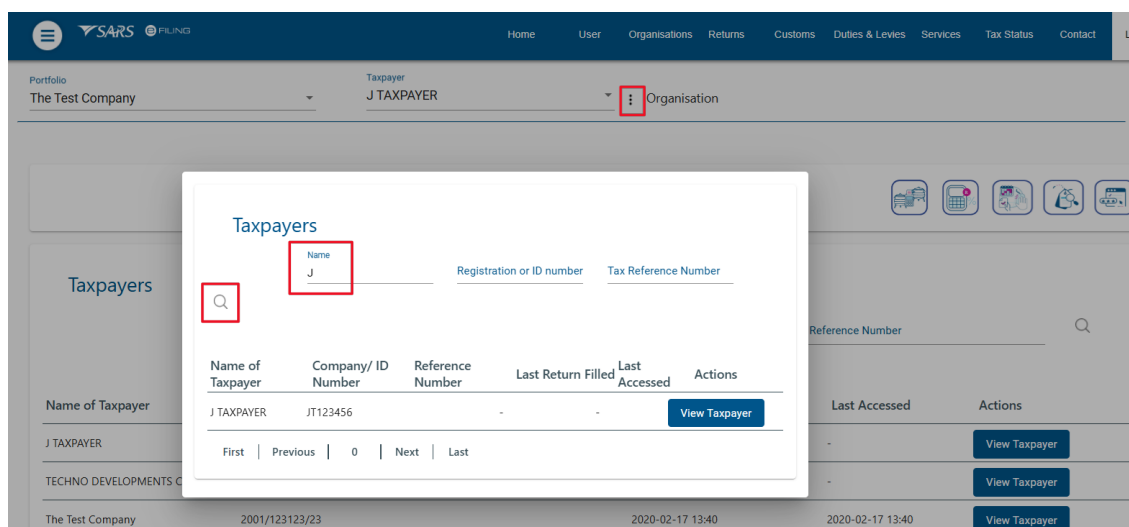 SARS eFILING
Home User Organisations Returns Customs Duties & Levies Services Tax Status Contact L
Portfolio
The Test Company
Taxpayer
J TAXPAYER
Organisation
Taxpayers
Name
J
Registration or ID number
Tax Reference Number
Name of Taxpayer Company/ ID Number Reference Number Last Return Filled Last Accessed Actions
J TAXPAYER JT123456 - - View Taxpayer
First Previous 0 Next Last
Taxpayers
Reference Number
Name of Taxpayer Last Accessed Actions
J TAXPAYER - View Taxpayer
TECHNO DEVELOPMENTS C - View Taxpayer
The Test Company 2001/123123/23 2020-02-17 13:40 2020-02-17 13:40 View Taxpayer